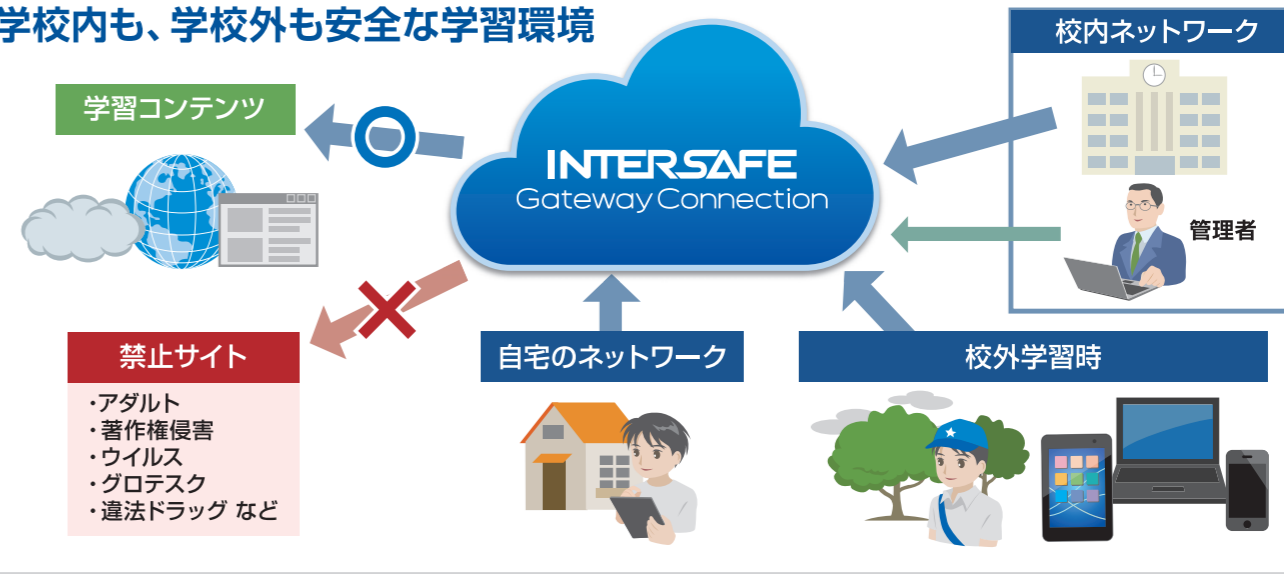 学校内も、学校外も安全な学習環境
校内ネットワーク
学習コンテンツ
INTERSAFE
Gateway Connection
管理者
禁止サイト
・アダルト
・著作権侵害
・ウイルス
・グロテスク
・違法ドラッグ など
自宅のネットワーク
校外学習時